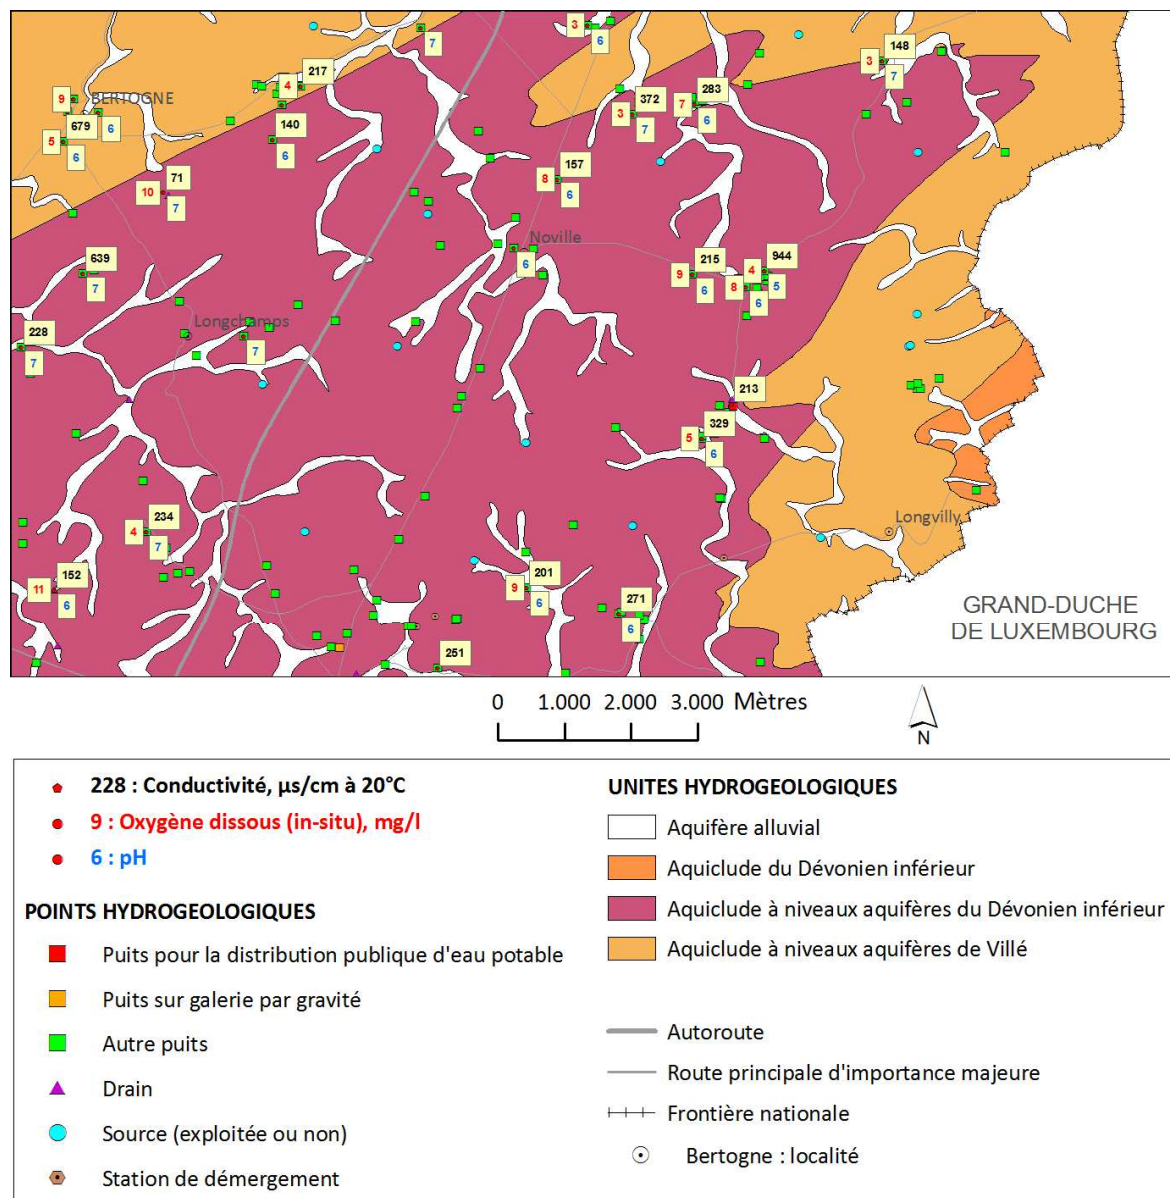 3
6
7
3
148
7
4
217
9
BERTOGNE
679
6
5
6
140
6
3
372
7
7
283
6
10
71
7
8
157
6
Noville
6
639
7
9
215
6
4
944
8
5
6
Longchamps
7
228
7
213
329
5
6
4
234
7
Longvilly
11
152
6
9
201
6
271
6
251
GRAND-DUCHE
DE LUXEMBOURG
0 1.000 2.000 3.000 Mètres
N
228 : Conductivité, µs/cm à 20°C
9 : Oxygène dissous (in-situ), mg/l
6 : pH
POINTS HYDROGEOLOGIQUES
Puits pour la distribution publique d'eau potable
Puits sur galerie par gravité
Autre puits
Drain
Source (exploitée ou non)
Station de démergement
UNITES HYDROGEOLOGIQUES
Aquifère alluvial
Aquiclude du Dévonien inférieur
Aquiclude à niveaux aquifères du Dévonien inférieur
Aquiclude à niveaux aquifères de Villé
Autoroute
Route principale d'importance majeure
Frontière nationale
Bertogne : localité